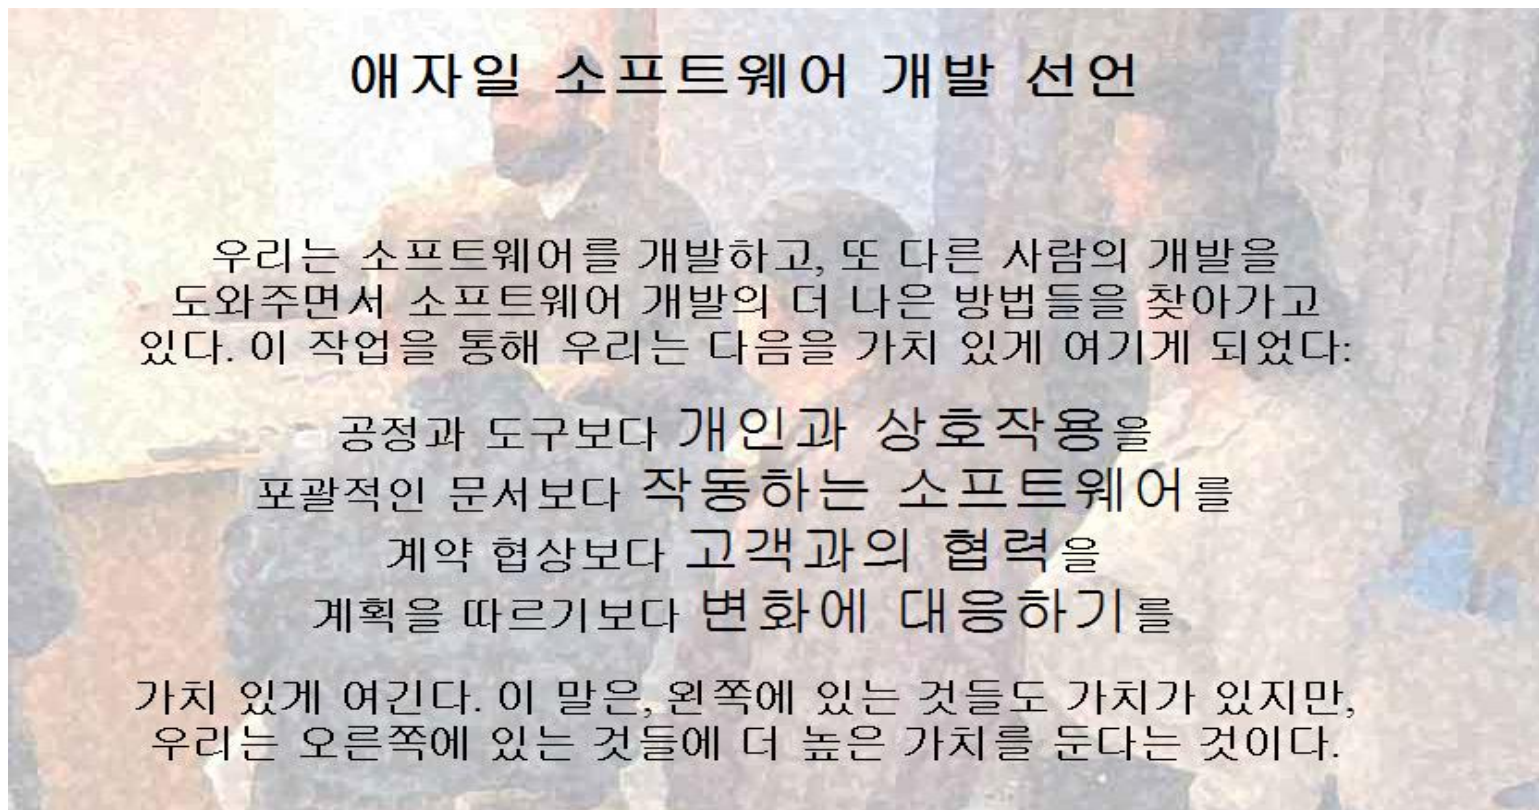 애자일 소프트웨어 개발 선언
우리는 소프트웨어를 개발하고, 또 다른 사람의 개발을
도와주면서 소프트웨어 개발의 더 나은 방법들을 찾아가고
있다. 이 작업을 통해 우리는 다음을 가치 있게 여기게 되었다:
공정과 도구보다 개인과 상호작용을
포괄적인 문서보다 작동하는 소프트웨어를
계약 협상보다 고객과의 협력을
계획을 따르기보다 변화에 대응하기를
가치 있게 여긴다. 이 말은, 왼쪽에 있는 것들도 가치가 있지만,
우리는 오른쪽에 있는 것들에 더 높은 가치를 둔다는 것이다.